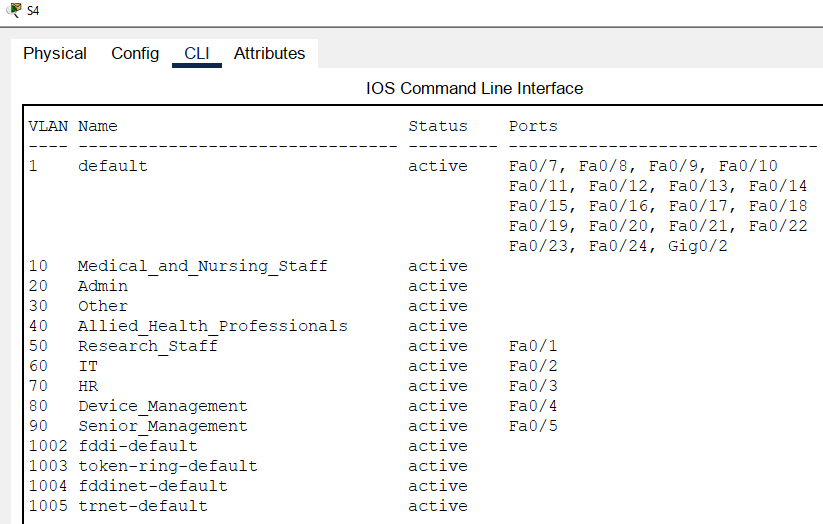 S4
Physical Config CLI Attributes
IOS Command Line Interface
VLAN Name                             Status    Ports
---- -------------------------------- --------- -------------------------------
1    default                          active    Fa0/7, Fa0/8, Fa0/9, Fa0/10
                                                Fa0/11, Fa0/12, Fa0/13, Fa0/14
                                                Fa0/15, Fa0/16, Fa0/17, Fa0/18
                                                Fa0/19, Fa0/20, Fa0/21, Fa0/22
                                                Fa0/23, Fa0/24, Gig0/2
10   Medical_and_Nursing_Staff        active
20   Admin                            active
30   Other                            active
40   Allied_Health_Professionals      active
50   Research_Staff                   active    Fa0/1
60   IT                               active    Fa0/2
70   HR                               active    Fa0/3
80   Device_Management                active    Fa0/4
90   Senior_Management                active    Fa0/5
1002 fddi-default                     active
1003 token-ring-default               active
1004 fddinet-default                  active
1005 trnet-default                    active